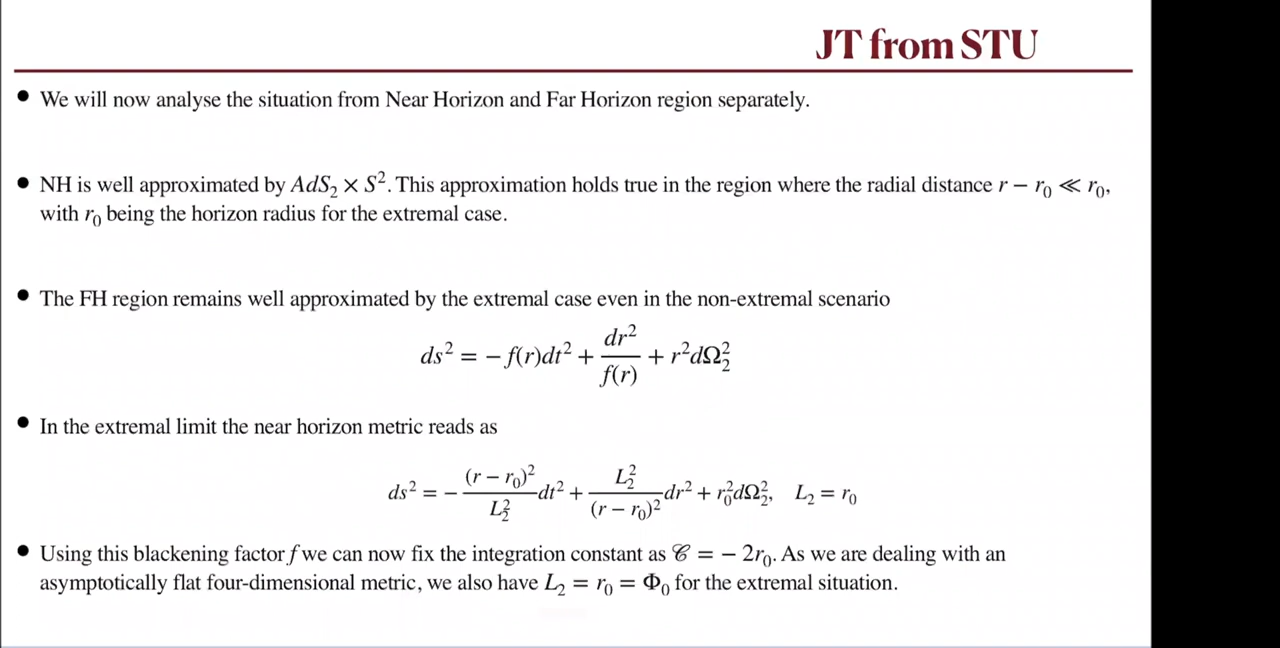 JT from STU
• We will now analyse the situation from Near Horizon and Far Horizon region separately.
• NH is well approximated by AdS₂ × S². This approximation holds true in the region where the radial distance r − r₀ ≪ r₀,
with r₀ being the horizon radius for the extremal case.
• The FH region remains well approximated by the extremal case even in the non-extremal scenario
ds² = − f(r)dt² + dr²/f(r) + r²dΩ₂²
• In the extremal limit the near horizon metric reads as
ds² = − (r − r₀)²/L₂² dt² + L₂²/(r − r₀)² dr² + r₀²dΩ₂², L₂ = r₀
• Using this blackening factor f we can now fix the integration constant as 𝒞 = − 2r₀. As we are dealing with an
asymptotically flat four-dimensional metric, we also have L₂ = r₀ = Φ₀ for the extremal situation.